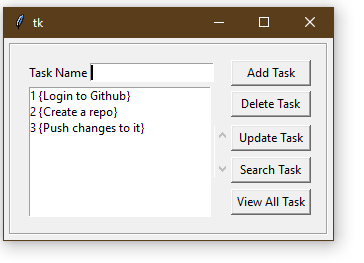 tk
Task Name
Add Task
1 {Login to Github}
2 {Create a repo}
3 {Push changes to it}
Delete Task
Update Task
Search Task
View All Task